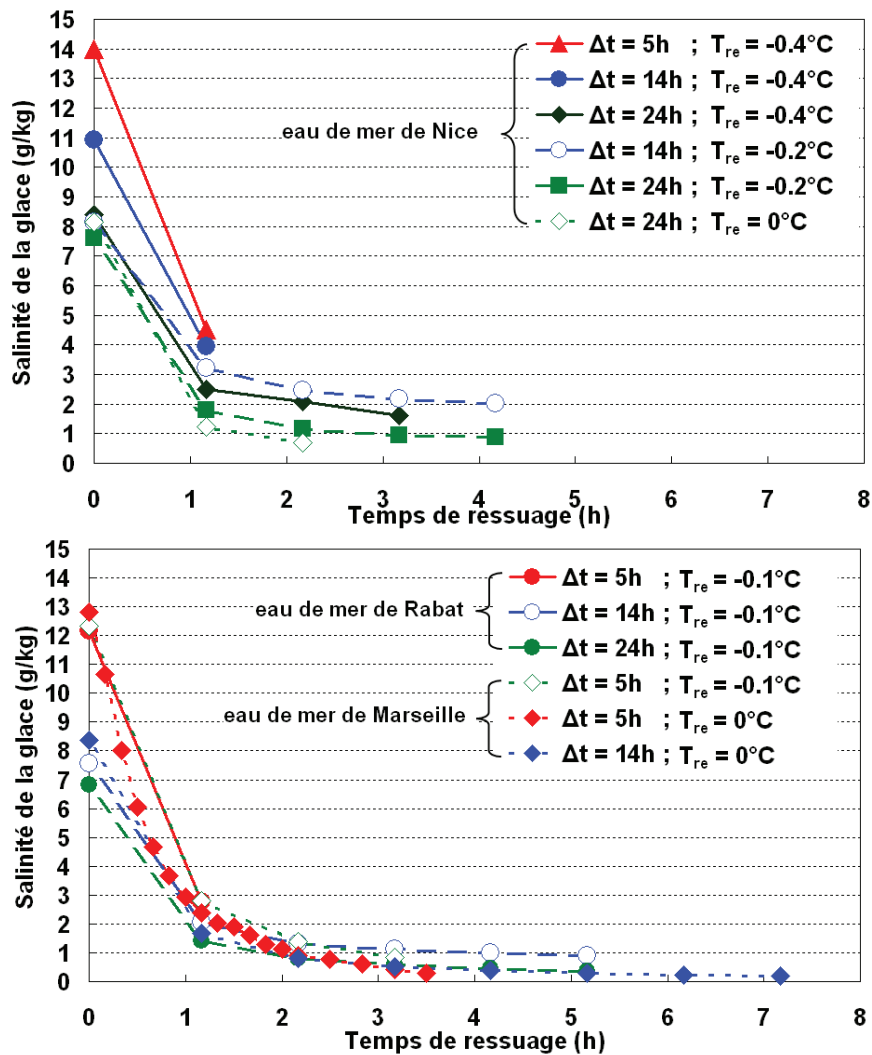 Salinité de la glace (g/kg)
15
14
13
12
11
10
9
8
7
6
5
4
3
2
1
0
0 1 2 3 4 5 6 7 8
Temps de ressuage (h)
eau de mer de Nice
Δt = 5h ; Tre = -0.4°C
Δt = 14h ; Tre = -0.4°C
Δt = 24h ; Tre = -0.4°C
Δt = 14h ; Tre = -0.2°C
Δt = 24h ; Tre = -0.2°C
Δt = 24h ; Tre = 0°C
Salinité de la glace (g/kg)
15
14
13
12
11
10
9
8
7
6
5
4
3
2
1
0
0 1 2 3 4 5 6 7 8
Temps de ressuage (h)
eau de mer de Rabat
Δt = 5h ; Tre = -0.1°C
Δt = 14h ; Tre = -0.1°C
Δt = 24h ; Tre = -0.1°C
eau de mer de Marseille
Δt = 5h ; Tre = -0.1°C
Δt = 5h ; Tre = 0°C
Δt = 14h ; Tre = 0°C